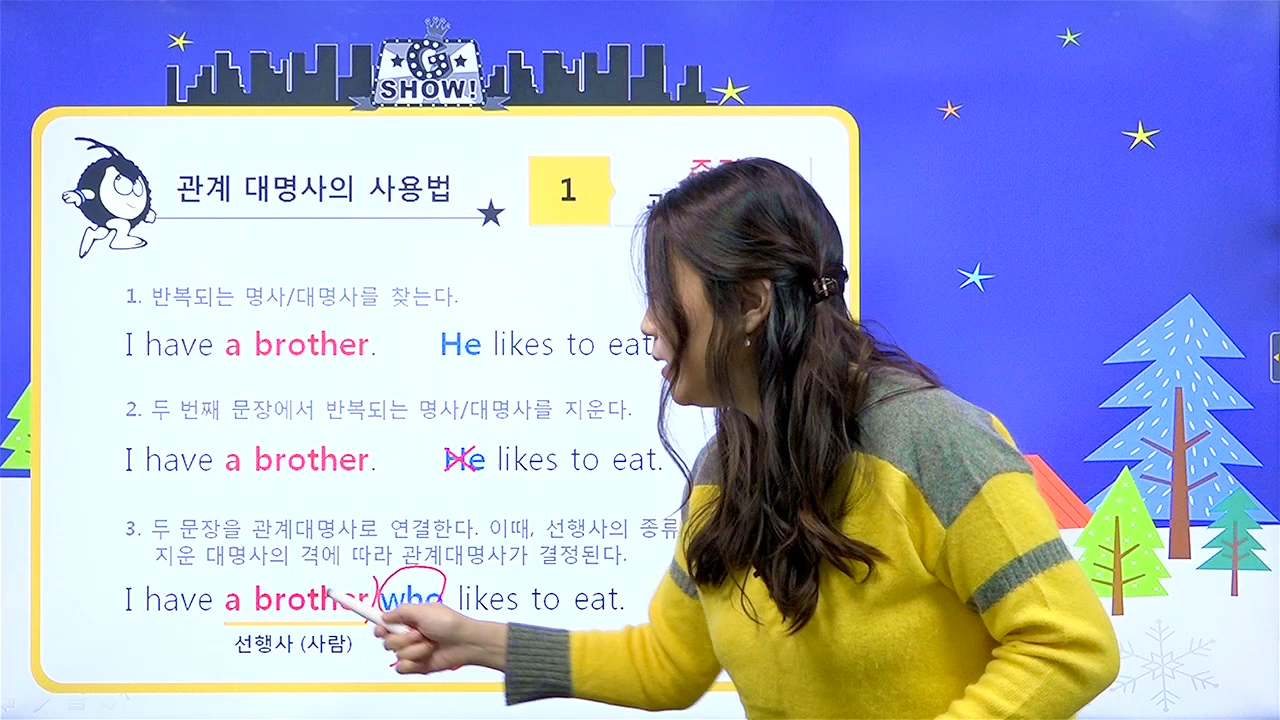 G
SHOW!
관계 대명사의 사용법
1
1. 반복되는 명사/대명사를 찾는다.
I have a brother. He likes to eat
2. 두 번째 문장에서 반복되는 명사/대명사를 지운다.
I have a brother. He likes to eat.
3. 두 문장을 관계대명사로 연결한다. 이때, 선행사의 종류
지운 대명사의 격에 따라 관계대명사가 결정된다.
I have a brother who likes to eat.
선행사 (사람)